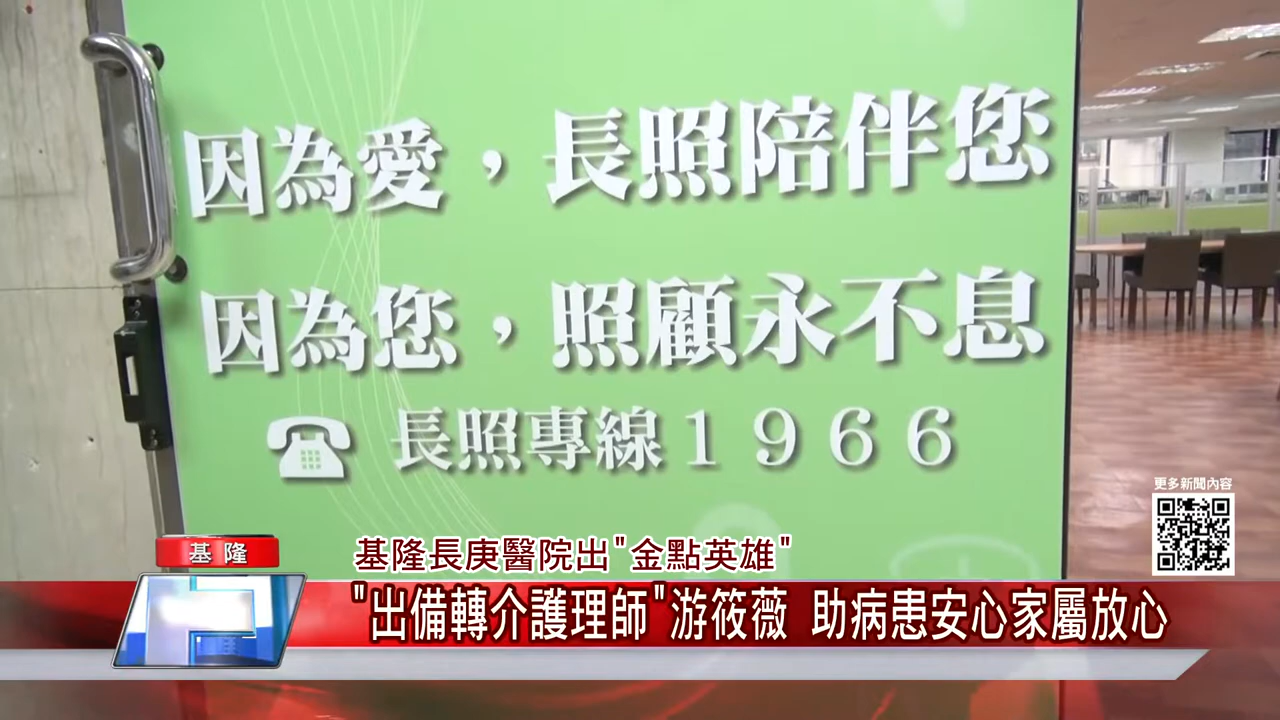 因為愛，長照陪伴您
因為您，照顧永不息
長照專線１９６６
更多新聞內容
基隆
基隆長庚醫院出"金點英雄"
"出備轉介護理師"游筱薇 助病患安心家屬放心